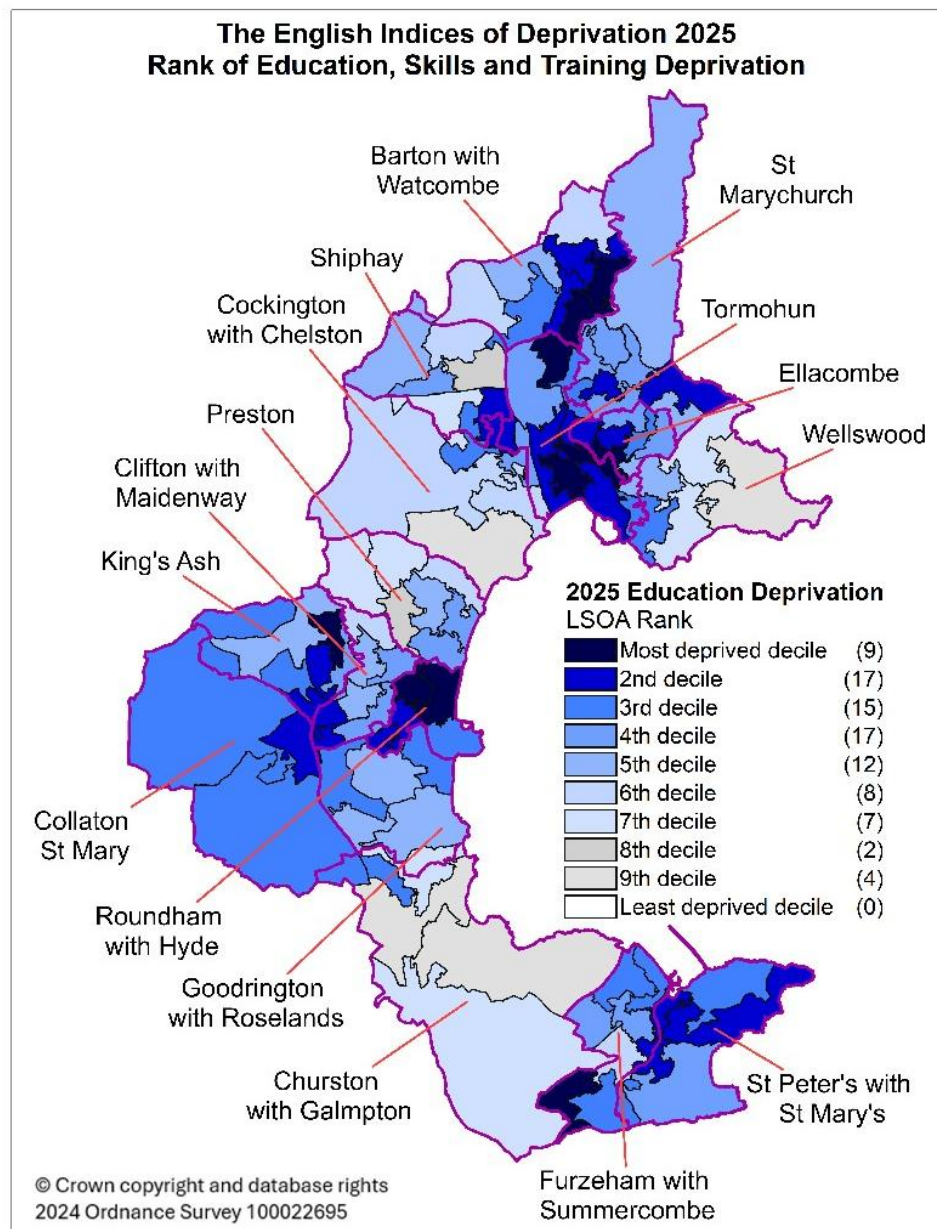 The English Indices of Deprivation 2025
Rank of Education, Skills and Training Deprivation
Barton with
Watcombe
St
Marychurch
Shiphay
Cockington
with Chelston
Tormohun
Preston
Ellacombe
Clifton with
Maidenway
Wellswood
King's Ash
2025 Education Deprivation
LSOA Rank
Most deprived decile (9)
2nd decile (17)
3rd decile (15)
4th decile (17)
5th decile (12)
6th decile (8)
7th decile (7)
8th decile (2)
9th decile (4)
Least deprived decile (0)
Collaton
St Mary
Roundham
with Hyde
Goodrington
with Roselands
Churston
with Galmpton
St Peter's with
St Mary's
Furzeham with
Summercombe
© Crown copyright and database rights
2024 Ordnance Survey 100022695